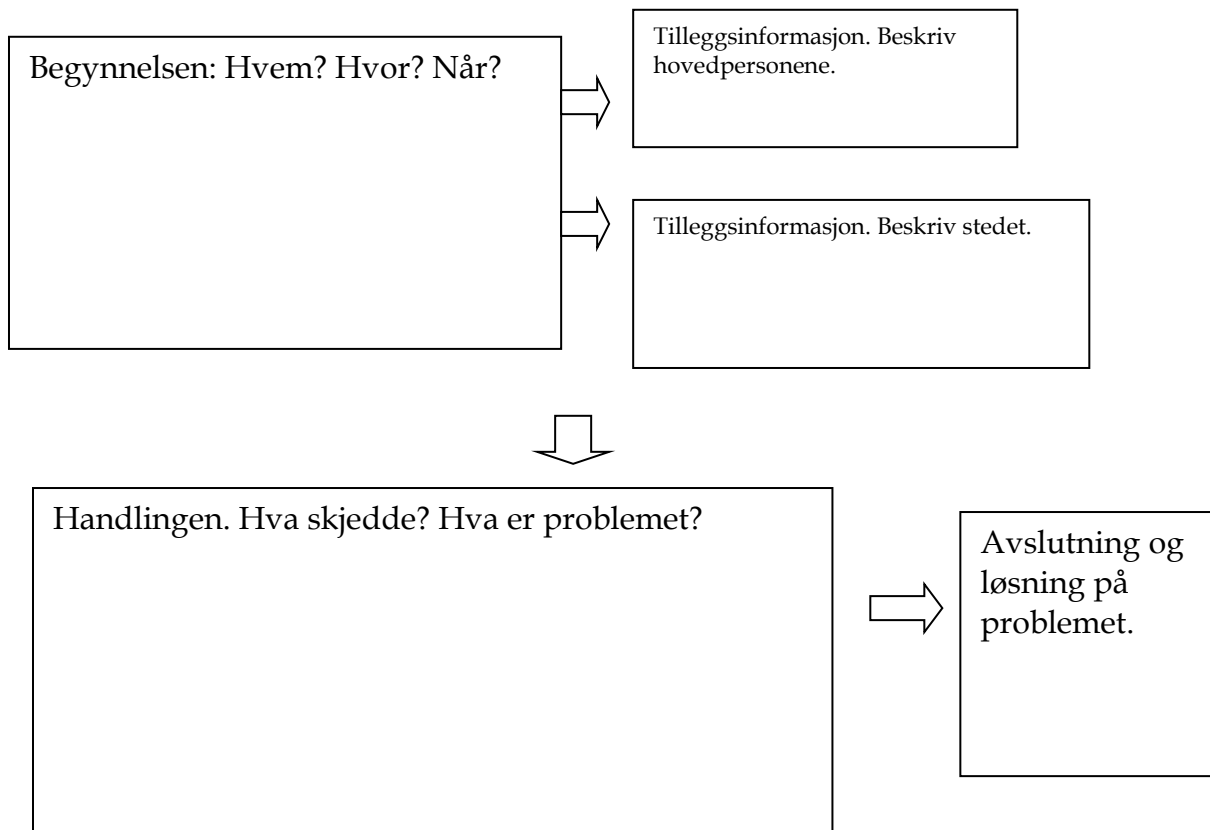 Begynnelsen: Hvem? Hvor? Når?
Tilleggsinformasjon. Beskriv
hovedpersonene.
Tilleggsinformasjon. Beskriv stedet.
Handlingen. Hva skjedde? Hva er problemet?
Avslutning og
løsning på
problemet.